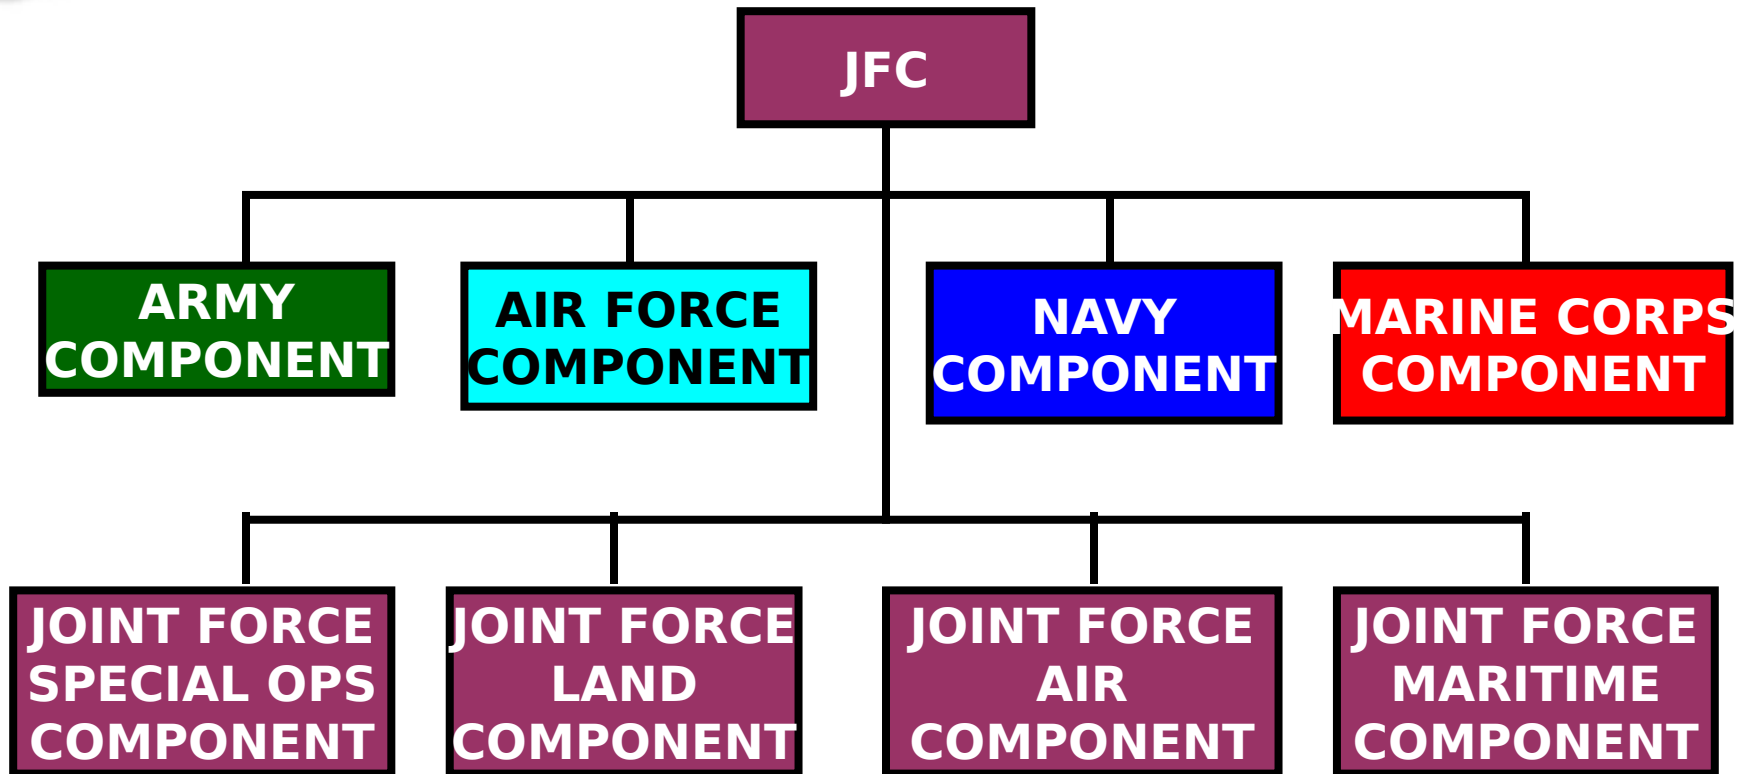 JFC
ARMY
COMPONENT
AIR FORCE
COMPONENT
NAVY
COMPONENT
MARINE CORPS
COMPONENT
JOINT FORCE
SPECIAL OPS
COMPONENT
JOINT FORCE
LAND
COMPONENT
JOINT FORCE
AIR
COMPONENT
JOINT FORCE
MARITIME
COMPONENT